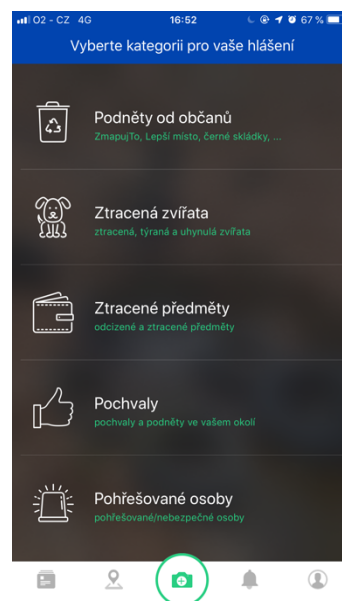 O2 - CZ 4G 16:52 67 %
Vyberte kategorii pro vaše hlášení
Podněty od občanů
ZmapujTo, Lepší místo, černé skládky, ...
Ztracená zvířata
ztracená, týraná a uhynulá zvířata
Ztracené předměty
odcizené a ztracené předměty
Pochvaly
pochvaly a podněty ve vašem okolí
Pohřešované osoby
pohřešované/nebezpečné osoby